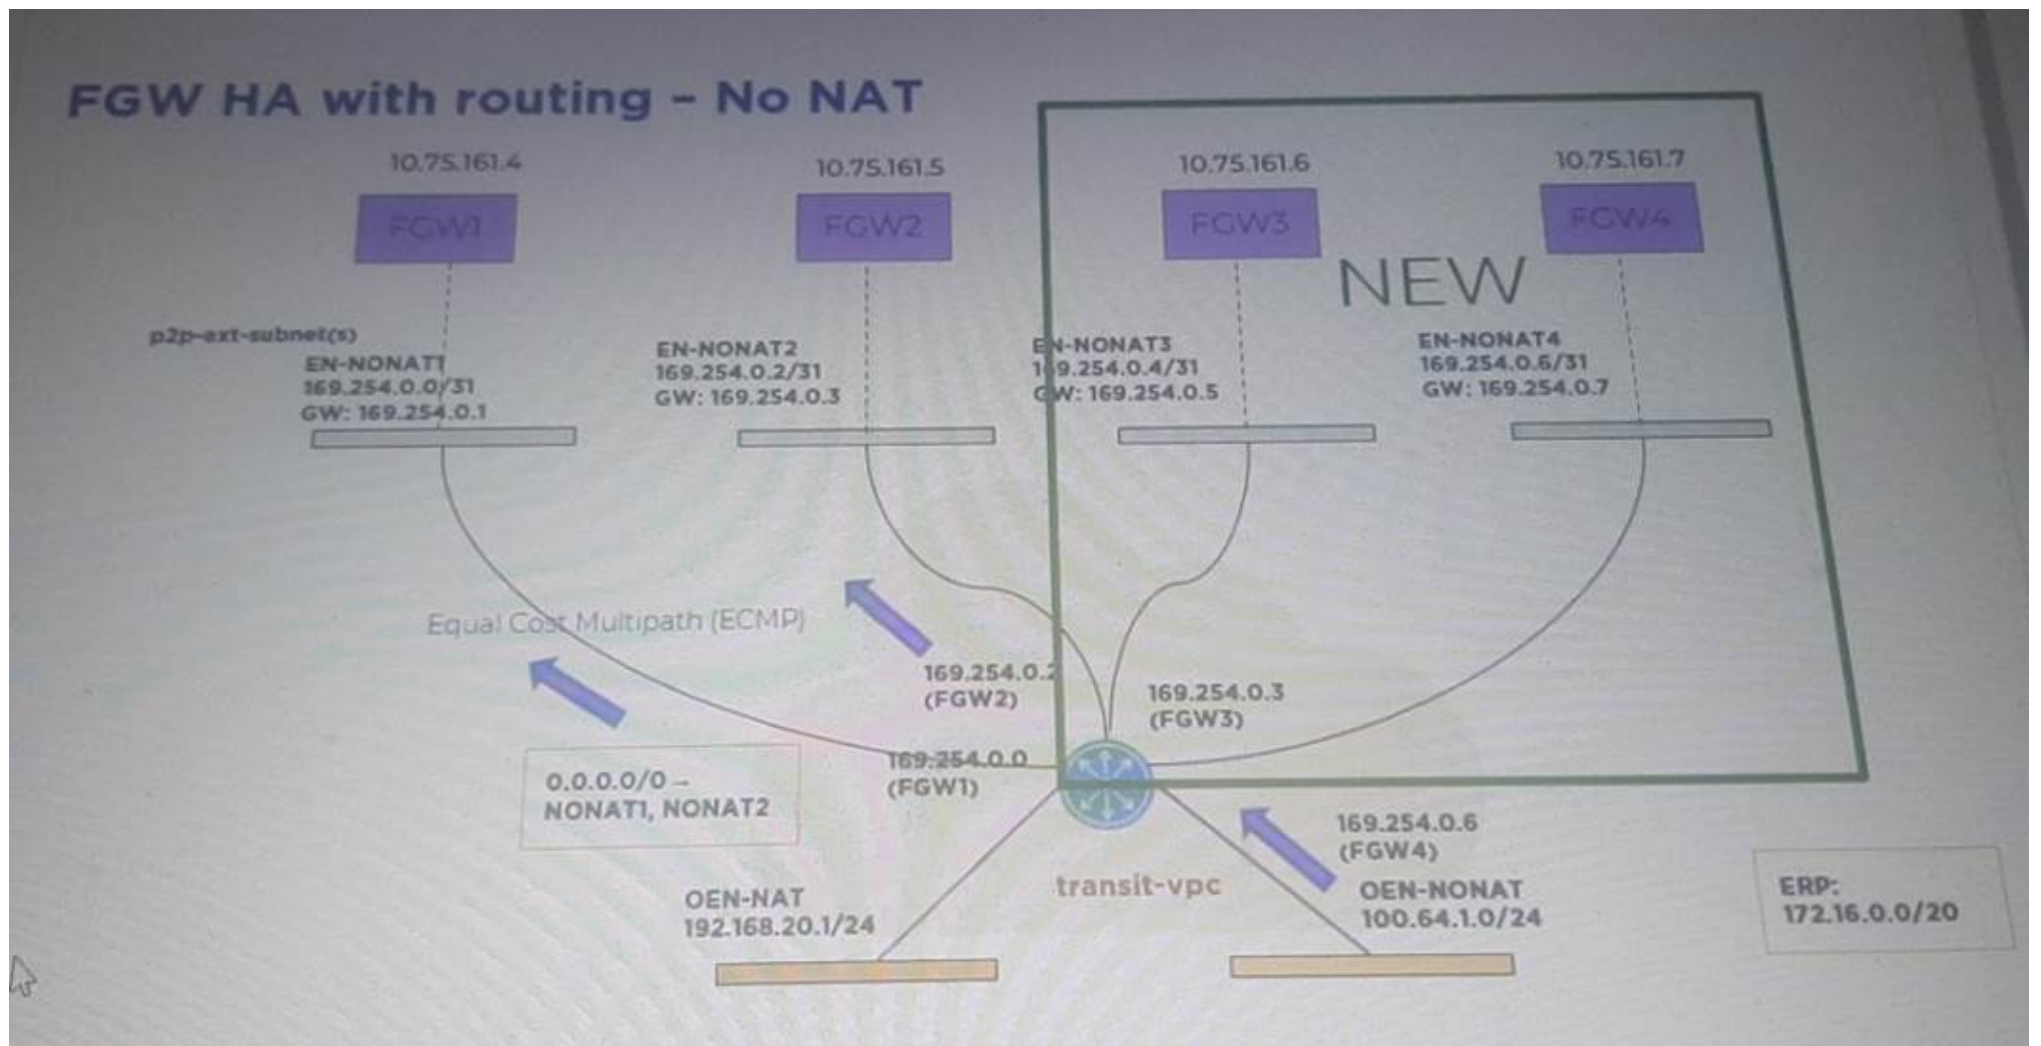 FGW HA with routing – No NAT
10.75.161.4
10.75.161.5
10.75.161.6
10.75.161.7
FGW1
FGW2
FGW3
FGW4
NEW
p2p-ext-subnet(s)
EN-NONAT1
169.254.0.0/31
GW: 169.254.0.1
EN-NONAT2
169.254.0.2/31
GW: 169.254.0.3
EN-NONAT3
169.254.0.4/31
GW: 169.254.0.5
EN-NONAT4
169.254.0.6/31
GW: 169.254.0.7
Equal Cost Multipath (ECMP)
169.254.0.2
(FGW2)
169.254.0.3
(FGW3)
169.254.0.0
(FGW1)
0.0.0.0/0 –
NONAT1, NONAT2
169.254.0.6
(FGW4)
transit-vpc
OEN-NAT
192.168.20.1/24
OEN-NONAT
100.64.1.0/24
ERP:
172.16.0.0/20